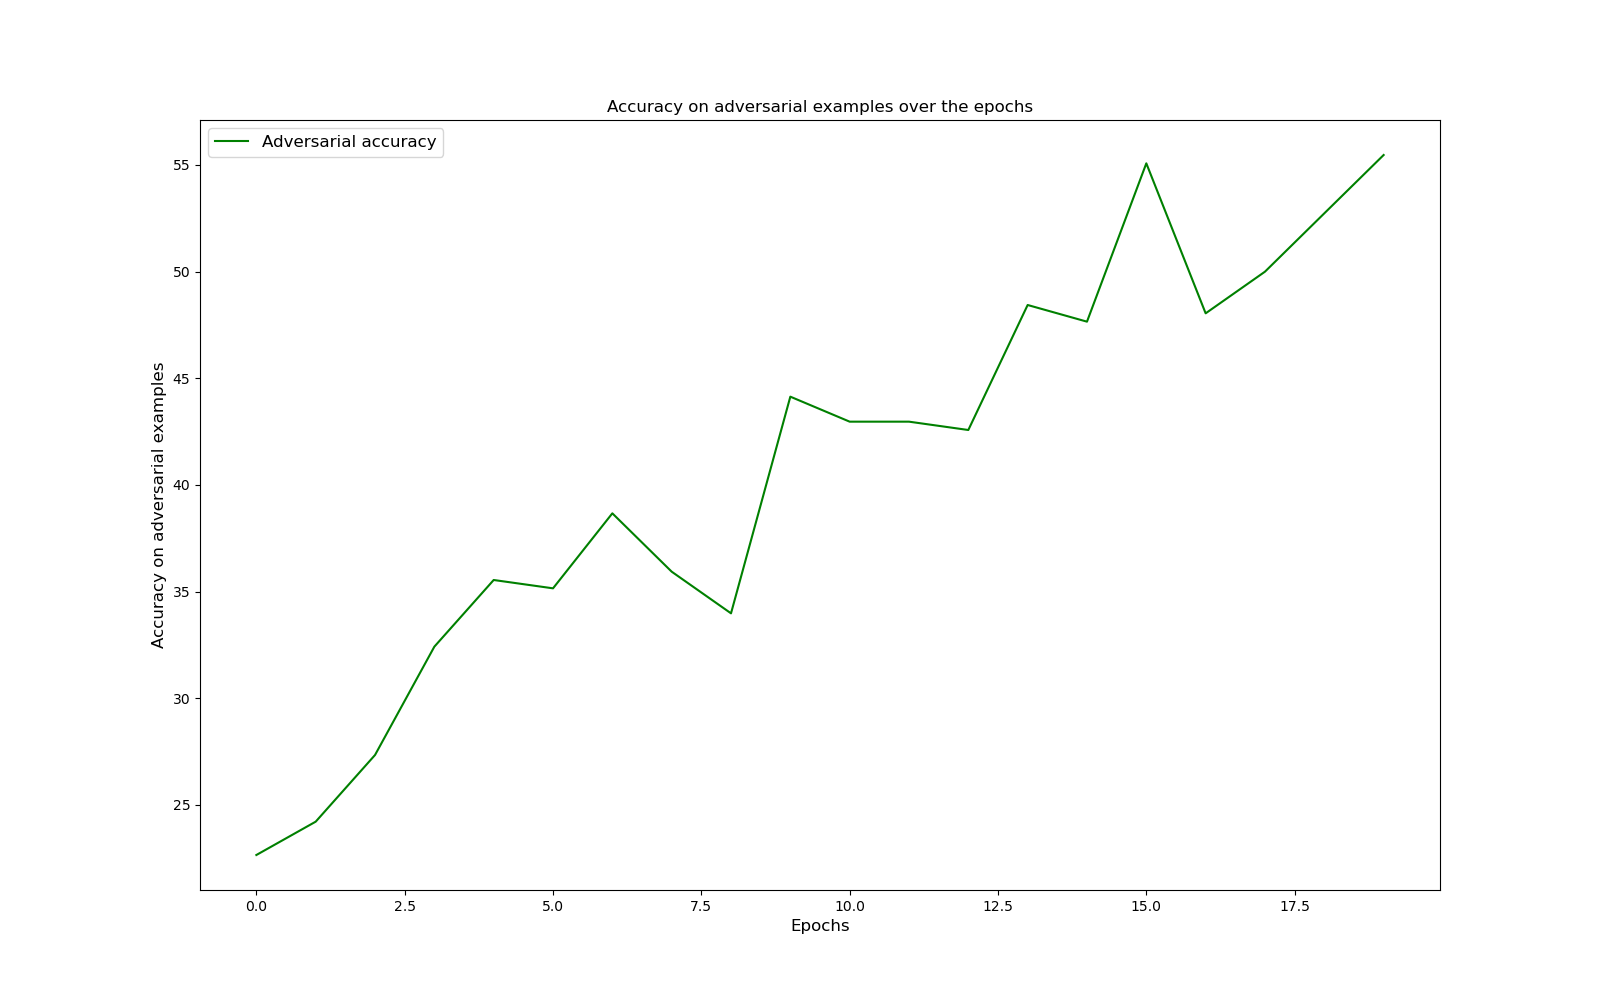 Accuracy on adversarial examples over the epochs
Adversarial accuracy
55
50
45
40
35
30
25
Accuracy on adversarial examples
0.0 2.5 5.0 7.5 10.0 12.5 15.0 17.5
Epochs